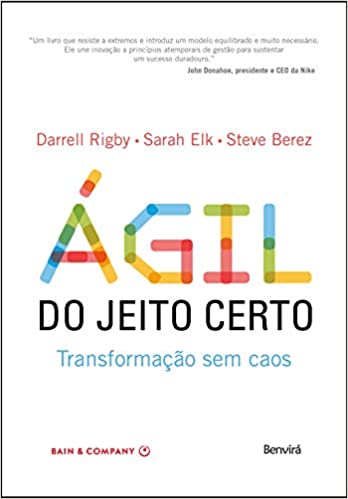 "Um livro que resiste a extremos e introduz um modelo equilibrado e muito necessário.
Ele une inovação a princípios atemporais de gestão para sustentar
um sucesso duradouro."
John Donahoe, presidente e CEO da Nike
Darrell Rigby • Sarah Elk • Steve Berez
ÁGIL
DO JEITO CERTO
Transformação sem caos
BAIN & COMPANY
Benvirá